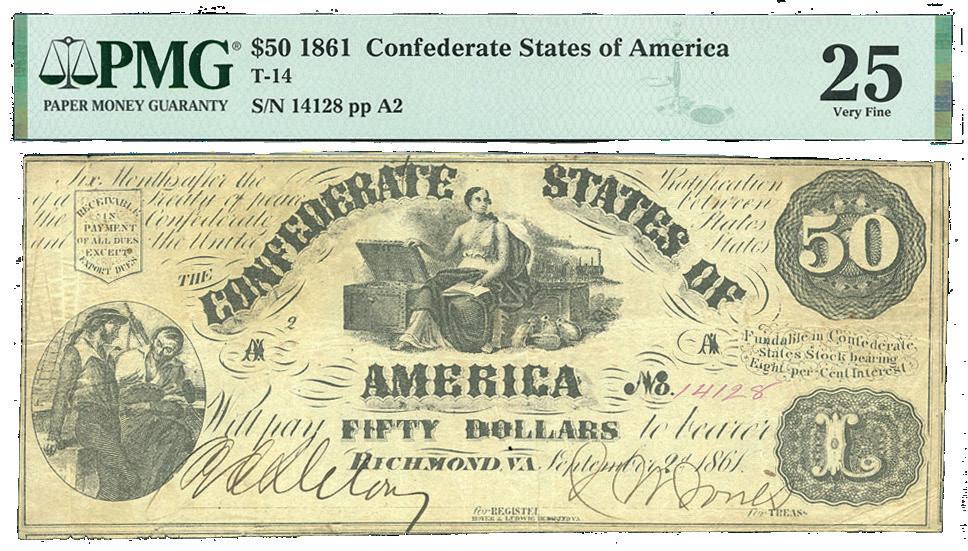 PMG®
PAPER MONEY GUARANTY
$50 1861 Confederate States of America
T-14
S/N 14128 pp A2
25
Very Fine
Six Months after the Ratification
of a Treaty of peace between
the Confederate States
and the United States
RECEIVABLE
IN
PAYMENT
OF ALL DUES
EXCEPT
EXPORT DUES
THE
CONFEDERATE STATES OF
AMERICA
50
2
A A
Fundable in Confederate
States Stock bearing
Eight-per-Cent Interest
No. 14128
Will pay FIFTY DOLLARS to bearer
RICHMOND, VA September 2d 1861.
L
J W Jones
for REGISTER
for TREAS
HOYER & LUDWIG